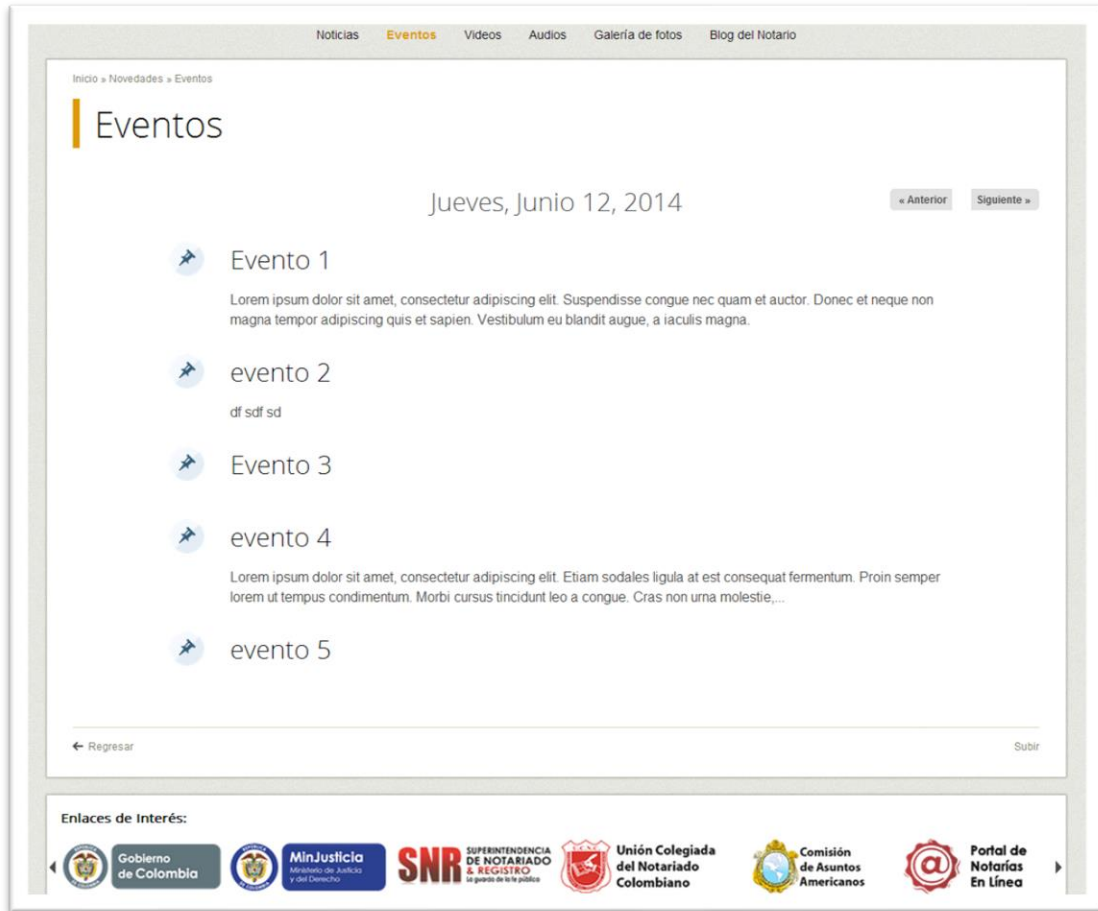 Noticias Eventos Videos Audios Galería de fotos Blog del Notario
Inicio » Novedades » Eventos
Eventos
Jueves, Junio 12, 2014
« Anterior Siguiente »
Evento 1
Lorem ipsum dolor sit amet, consectetur adipiscing elit. Suspendisse congue nec quam et auctor. Donec et neque non
magna tempor adipiscing quis et sapien. Vestibulum eu blandit augue, a iaculis magna.
evento 2
df sdf sd
Evento 3
evento 4
Lorem ipsum dolor sit amet, consectetur adipiscing elit. Etiam sodales ligula at est consequat fermentum. Proin semper
lorem ut tempus condimentum. Morbi cursus tincidunt leo a congue. Cras non urna molestie,...
evento 5
← Regresar Subir
Enlaces de Interés:
Gobierno
de Colombia
MinJusticia
Ministerio de Justicia
y del Derecho
SNR
SUPERINTENDENCIA
DE NOTARIADO
& REGISTRO
La guarda de la fe pública
Unión Colegiada
del Notariado
Colombiano
Comisión
de Asuntos
Americanos
@
Portal de
Notarías
En Línea